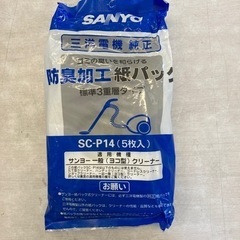 SANYO
三洋電機 純正
ゴミの臭いを和らげる
防臭加工 紙パック
標準3重層タイプ
SC-P14（5枚入）
適用機種
サンヨー一般（ヨコ型）クリーナー
お願い